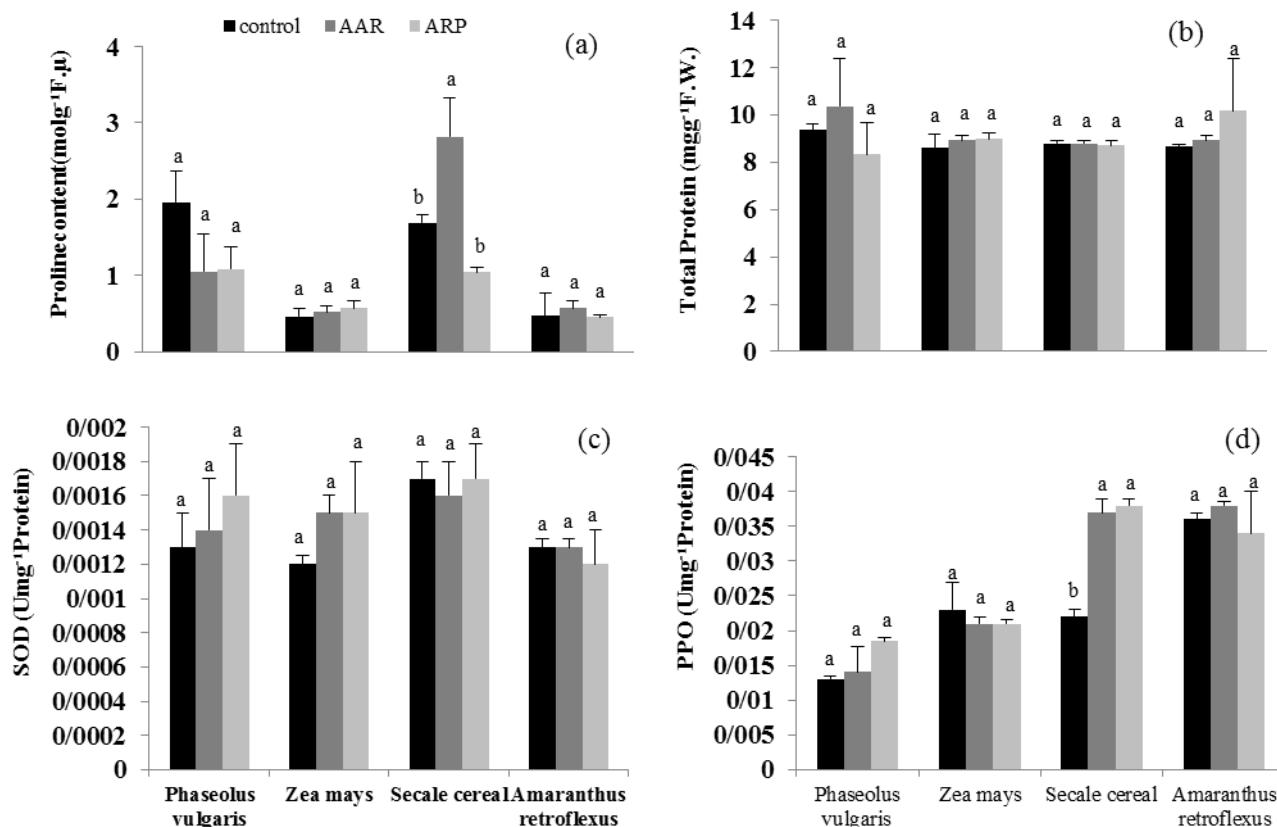 control AAR ARP
(a)
Prolinecontent(molg⁻¹F.µ
4
3
2
1
0
a
a
a
a
a
a
b
a
b
a
a
a
(b)
Total Protein (mgg⁻¹F.W.)
14
12
10
8
6
4
2
0
a
a
a
a
a
a
a
a
a
a
a
a
(c)
SOD (Umg⁻¹Protein)
0/002
0/0018
0/0016
0/0014
0/0012
0/001
0/0008
0/0006
0/0004
0/0002
0
a
a
a
a
a
a
a
a
a
a
a
a
Phaseolus vulgaris
Zea mays
Secale cereal
Amaranthus retroflexus
(d)
PPO (Umg⁻¹Protein)
0/045
0/04
0/035
0/03
0/025
0/02
0/015
0/01
0/005
0
a
a
a
a
a
a
b
a
a
a
a
a
Phaseolus vulgaris
Zea mays
Secale cereal
Amaranthus retroflexus